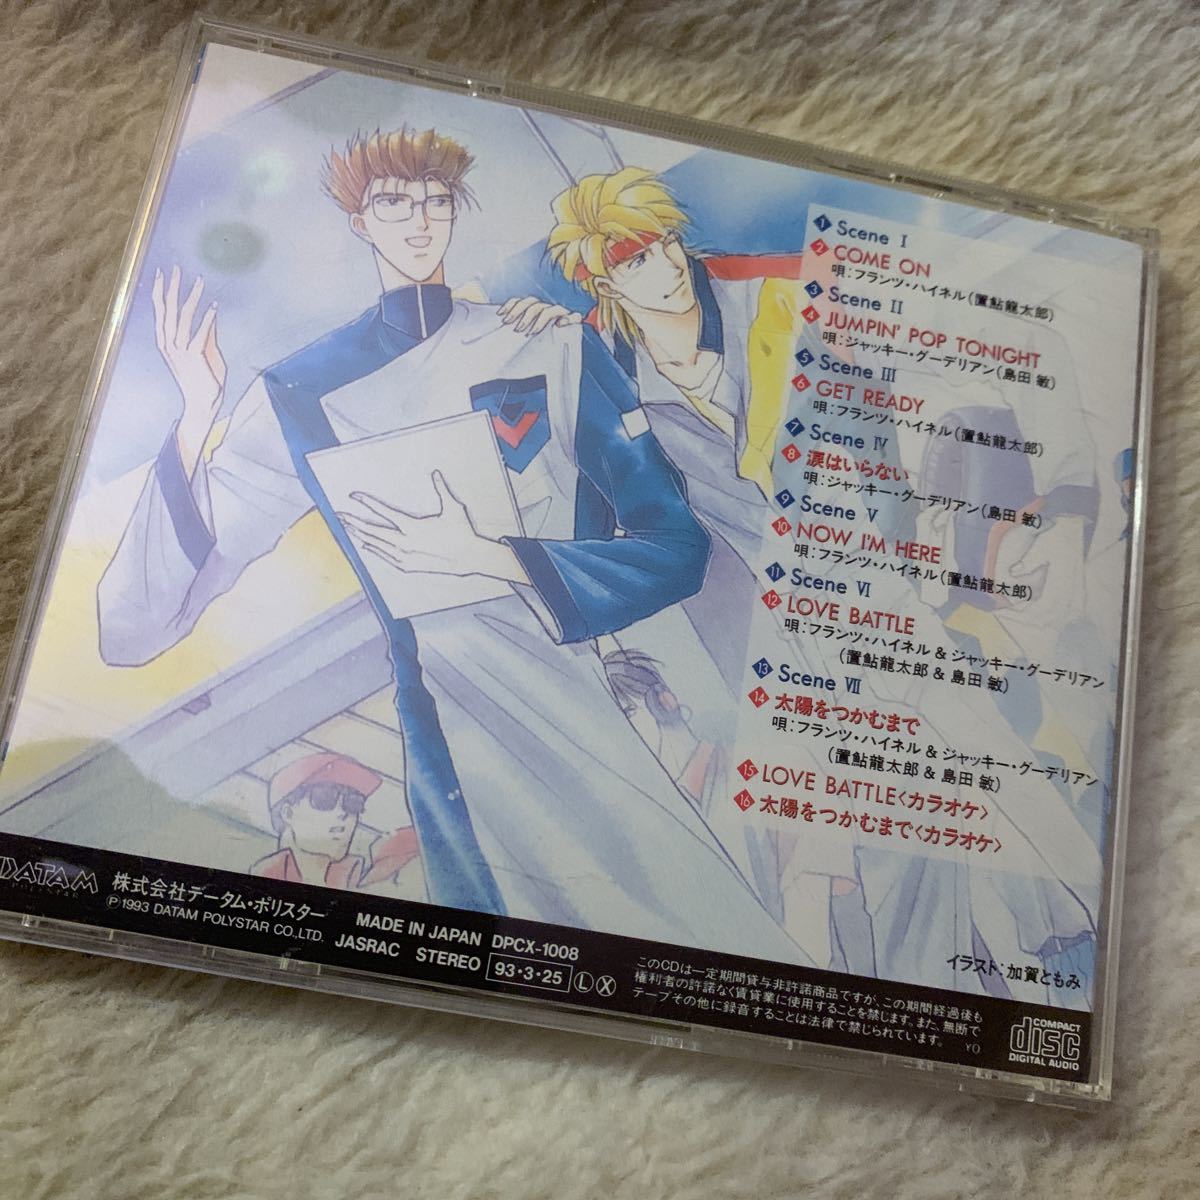 1 Scene Ⅰ
2 COME ON
唄：フランツ・ハイネル（置鮎龍太郎）
3 Scene Ⅱ
4 JUMPIN' POP TONIGHT
唄：ジャッキー・グーデリアン（島田 敏）
5 Scene Ⅲ
6 GET READY
唄：フランツ・ハイネル（置鮎龍太郎）
7 Scene Ⅳ
8 涙はいらない
唄：ジャッキー・グーデリアン（島田 敏）
9 Scene Ⅴ
10 NOW I'M HERE
唄：フランツ・ハイネル（置鮎龍太郎）
11 Scene Ⅵ
12 LOVE BATTLE
唄：フランツ・ハイネル & ジャッキー・グーデリアン
（置鮎龍太郎 & 島田 敏）
13 Scene Ⅶ
14 太陽をつかむまで
唄：フランツ・ハイネル & ジャッキー・グーデリアン
（置鮎龍太郎 & 島田 敏）
15 LOVE BATTLE〈カラオケ〉
16 太陽をつかむまで〈カラオケ〉
イラスト：加賀ともみ
DATAM
POLYSTAR
株式会社データム・ポリスター
Ⓟ1993 DATAM POLYSTAR CO.,LTD.
MADE IN JAPAN DPCX-1008
JASRAC STEREO 93・3・25 Ⓛ Ⓧ
このCDは一定期間貸与非許諾商品ですが、この期間経過後も
権利者の許諾なく賃貸業に使用することを禁じます。また、無断で
テープその他に録音することは法律で禁じられています。 YO
COMPACT
disc
DIGITAL AUDIO